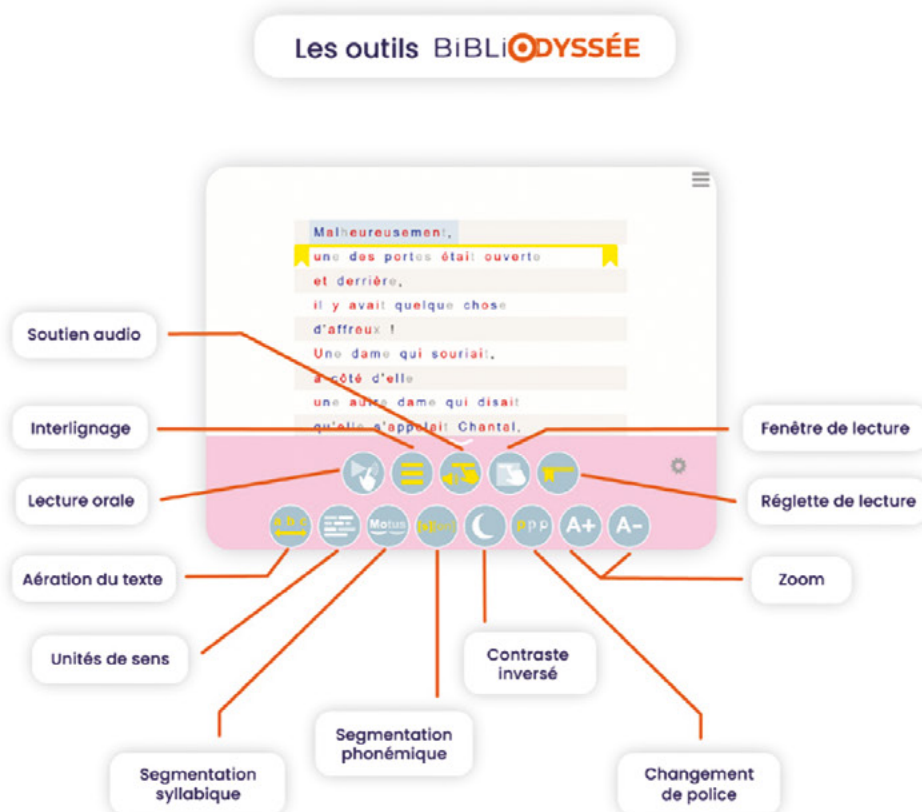 Les outils BiBLiODYSSÉE
Malheureusement,
une des portes était ouverte
et derrière,
il y avait quelque chose
d'affreux !
Une dame qui souriait,
à côté d'elle
une autre dame qui disait
qu'elle s'appelait Chantal,
Soutien audio
Interlignage
Fenêtre de lecture
Lecture orale
Réglette de lecture
abc
Motus
ppp
A+
A-
Aération du texte
Zoom
Unités de sens
Contraste
inversé
Segmentation
phonémique
Segmentation
syllabique
Changement
de police